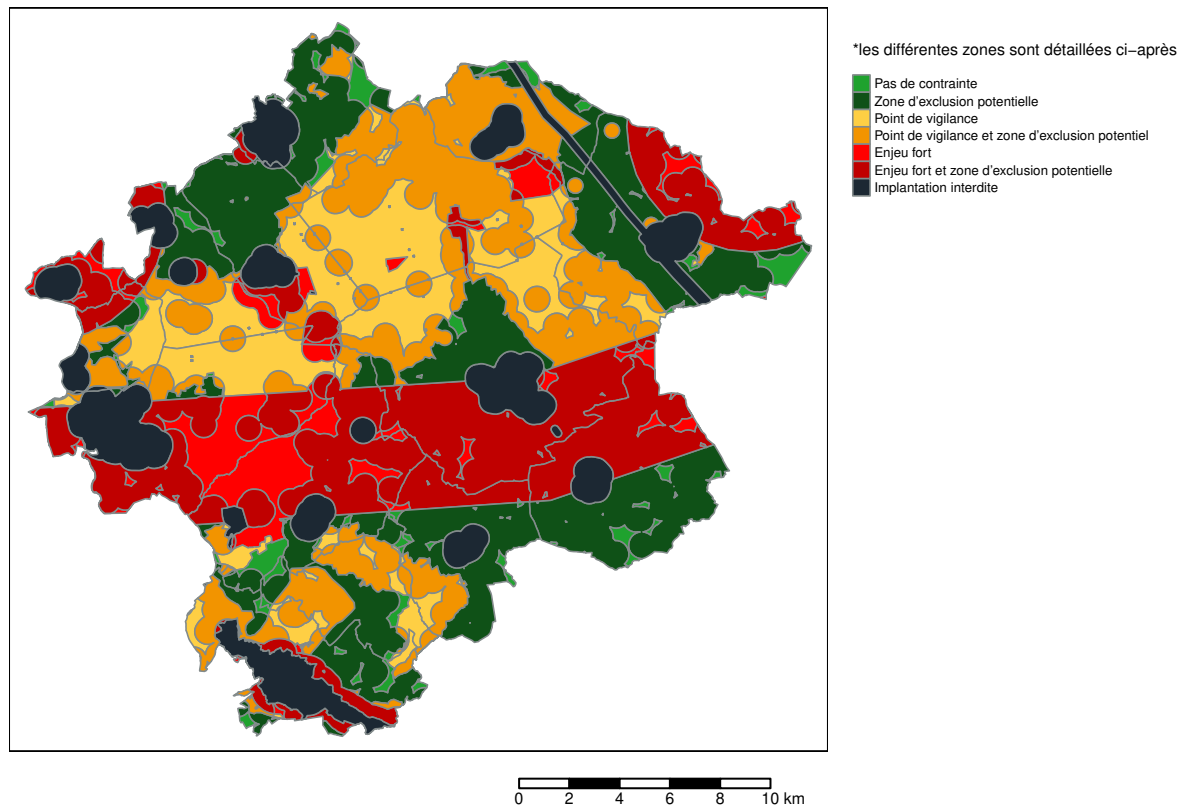 *les différentes zones sont détaillées ci−après
Pas de contrainte
Zone d'exclusion potentielle
Point de vigilance
Point de vigilance et zone d'exclusion potentiel
Enjeu fort
Enjeu fort et zone d'exclusion potentielle
Implantation interdite
0 2 4 6 8 10 km